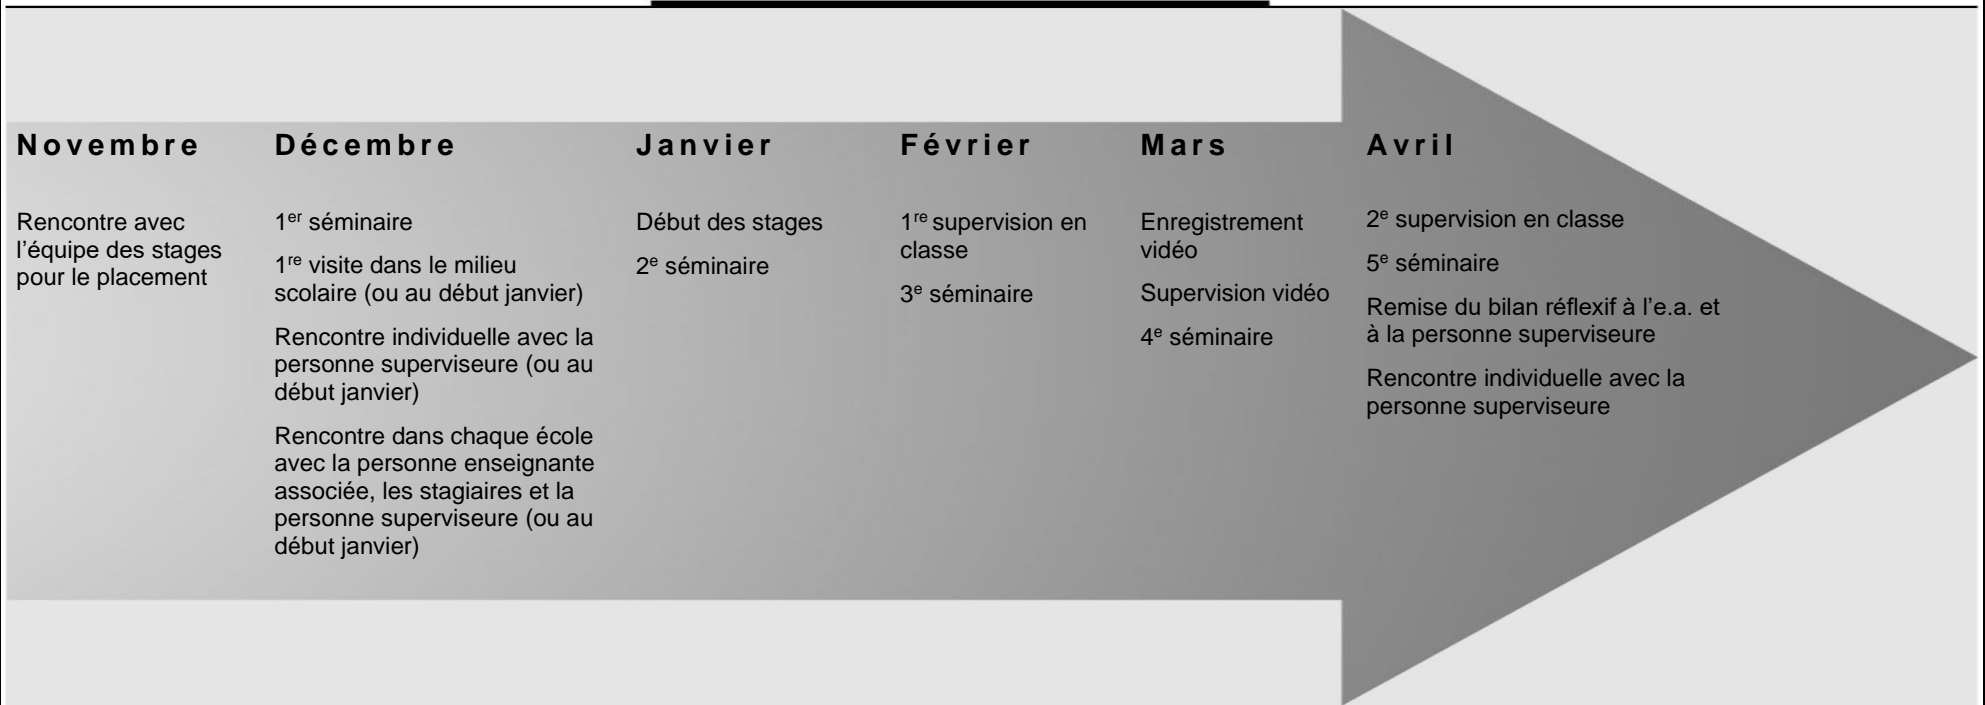 Novembre
Rencontre avec
l’équipe des stages
pour le placement
Décembre
1er séminaire
1re visite dans le milieu
scolaire (ou au début janvier)
Rencontre individuelle avec la
personne superviseure (ou au
début janvier)
Rencontre dans chaque école
avec la personne enseignante
associée, les stagiaires et la
personne superviseure (ou au
début janvier)
Janvier
Début des stages
2e séminaire
Février
1re supervision en
classe
3e séminaire
Mars
Enregistrement
vidéo
Supervision vidéo
4e séminaire
Avril
2e supervision en classe
5e séminaire
Remise du bilan réflexif à l’e.a. et
à la personne superviseure
Rencontre individuelle avec la
personne superviseure